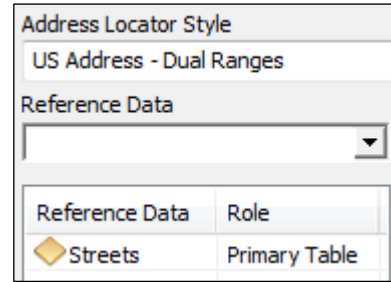 Address Locator Style
US Address - Dual Ranges
Reference Data
Reference Data Role
Streets Primary Table